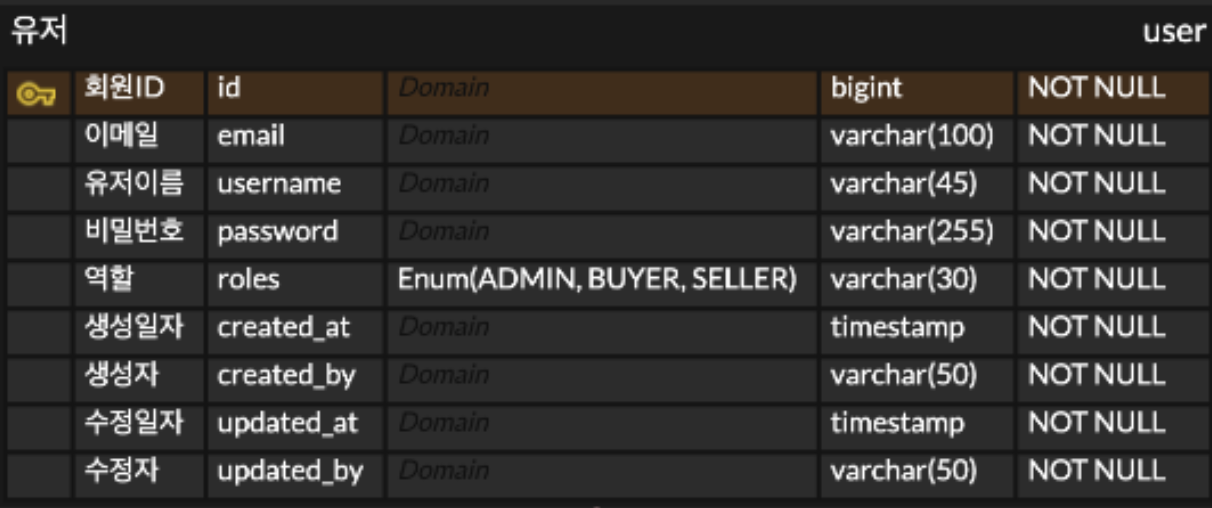 유저 user
회원ID id Domain bigint NOT NULL
이메일 email Domain varchar(100) NOT NULL
유저이름 username Domain varchar(45) NOT NULL
비밀번호 password Domain varchar(255) NOT NULL
역할 roles Enum(ADMIN, BUYER, SELLER) varchar(30) NOT NULL
생성일자 created_at Domain timestamp NOT NULL
생성자 created_by Domain varchar(50) NOT NULL
수정일자 updated_at Domain timestamp NOT NULL
수정자 updated_by Domain varchar(50) NOT NULL